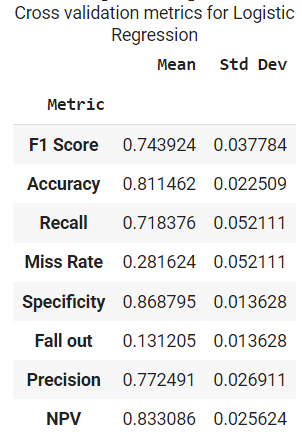 Cross validation metrics for Logistic
Regression
Mean Std Dev
Metric
F1 Score 0.743924 0.037784
Accuracy 0.811462 0.022509
Recall 0.718376 0.052111
Miss Rate 0.281624 0.052111
Specificity 0.868795 0.013628
Fall out 0.131205 0.013628
Precision 0.772491 0.026911
NPV 0.833086 0.025624